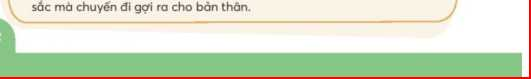 sắc mà chuyến đi gợi ra cho bản thân.